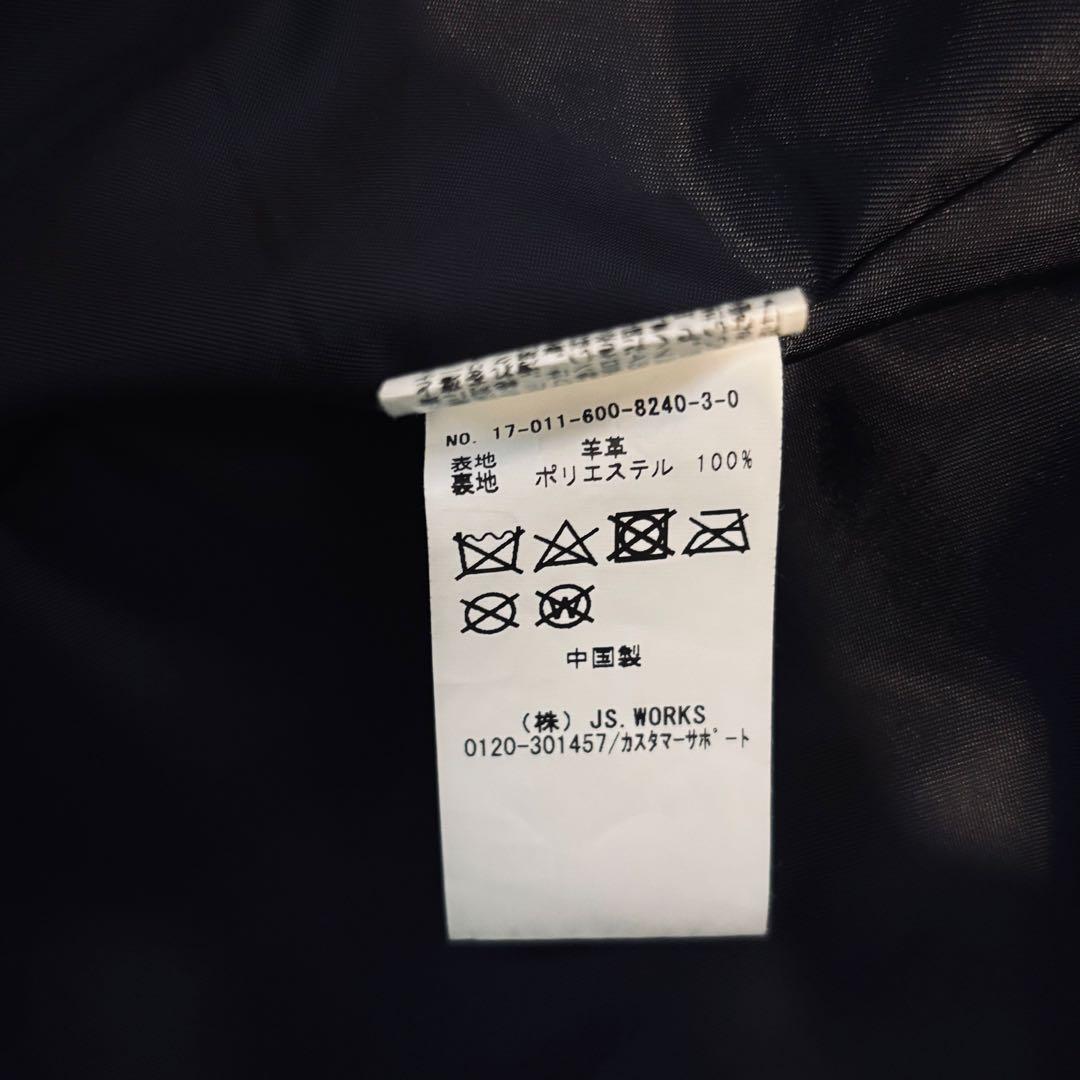 NO. 17-011-600-8240-3-0
表地 羊革
裏地 ポリエステル 100%
W
中国製
(株) JS.WORKS
0120-301457/カスタマーサポート